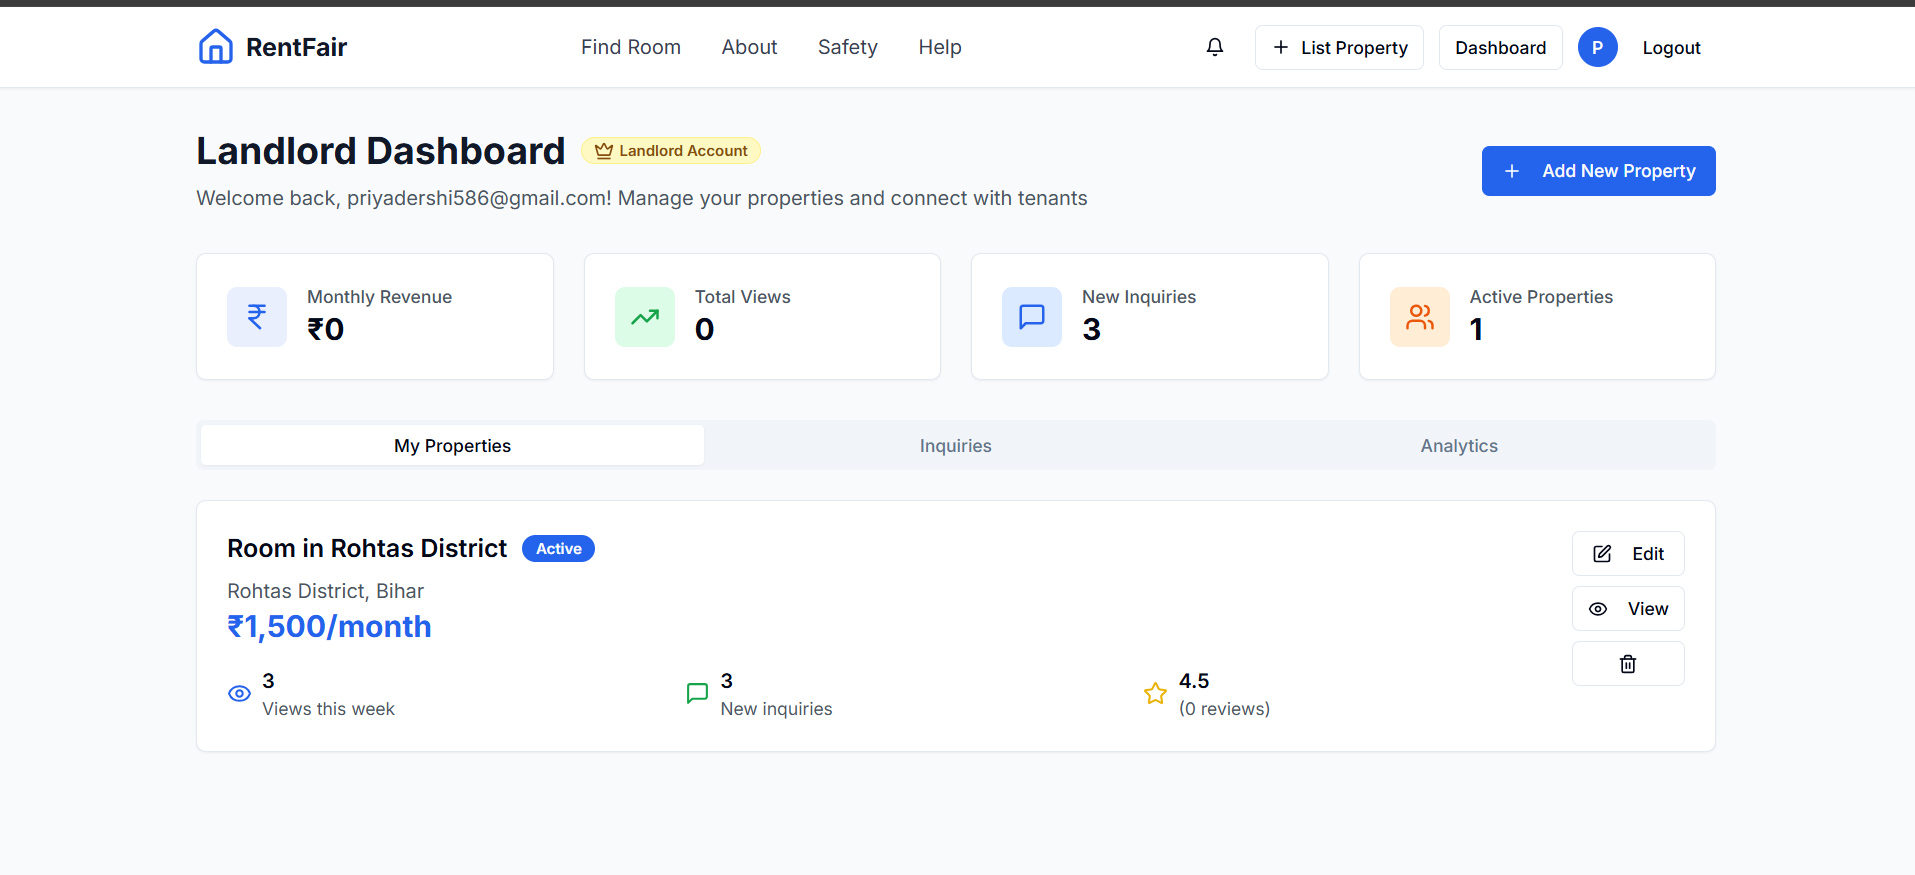 RentFair
Find Room
About
Safety
Help
List Property
Dashboard
P
Logout
Landlord Dashboard
Landlord Account
Welcome back, priyadershi586@gmail.com! Manage your properties and connect with tenants
Add New Property
Monthly Revenue
₹0
Total Views
0
New Inquiries
3
Active Properties
1
My Properties
Inquiries
Analytics
Room in Rohtas District
Active
Rohtas District, Bihar
₹1,500/month
3
Views this week
3
New inquiries
4.5
(0 reviews)
Edit
View